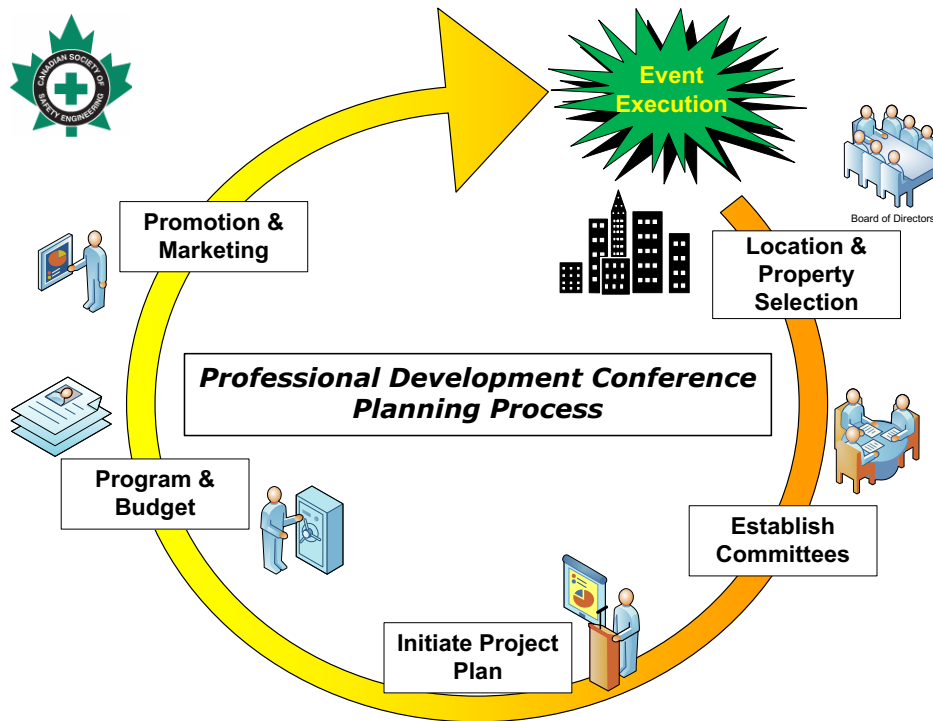 CANADIAN SOCIETY OF
SAFETY ENGINEERING
Event
Execution
Board of Directors
Promotion &
Marketing
Location &
Property
Selection
Professional Development Conference
Planning Process
Program &
Budget
Establish
Committees
Initiate Project
Plan